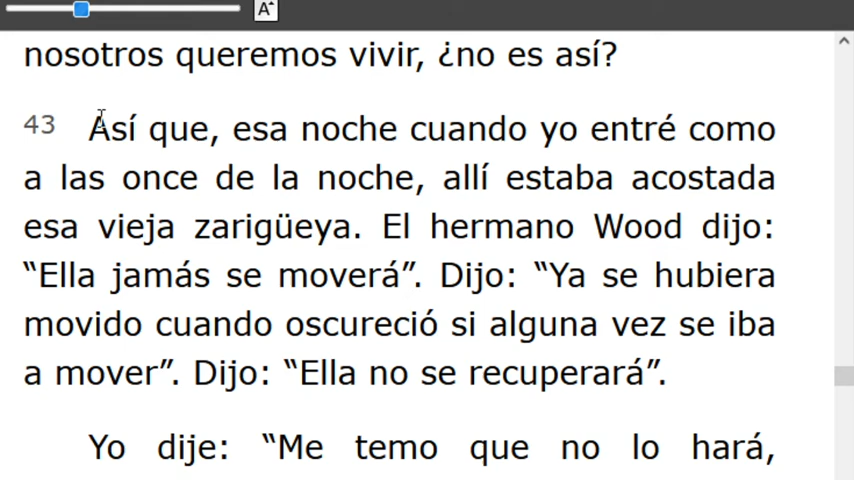 A
nosotros queremos vivir, ¿no es así?
43 Así que, esa noche cuando yo entré como
a las once de la noche, allí estaba acostada
esa vieja zarigüeya. El hermano Wood dijo:
“Ella jamás se moverá”. Dijo: “Ya se hubiera
movido cuando oscureció si alguna vez se iba
a mover”. Dijo: “Ella no se recuperará”.
Yo dije: “Me temo que no lo hará,